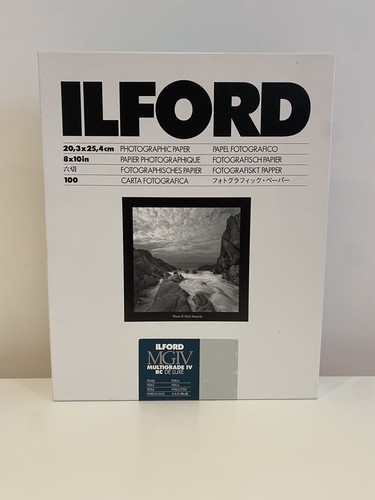 ILFORD
20,3x25,4cm PHOTOGRAPHIC PAPER PAPEL FOTOGRAFICO
8x10in PAPIER PHOTOGRAPHIQUE FOTOGRAFISCH PAPIER
六切 FOTOGRAPHISCHES PAPIER FOTOGRAFISKT PAPPER
100 CARTA FOTOGRAFICA フォトグラフィック・ペーパー
ILFORD
MGIV
MULTIGRADE IV
RC DE LUXE